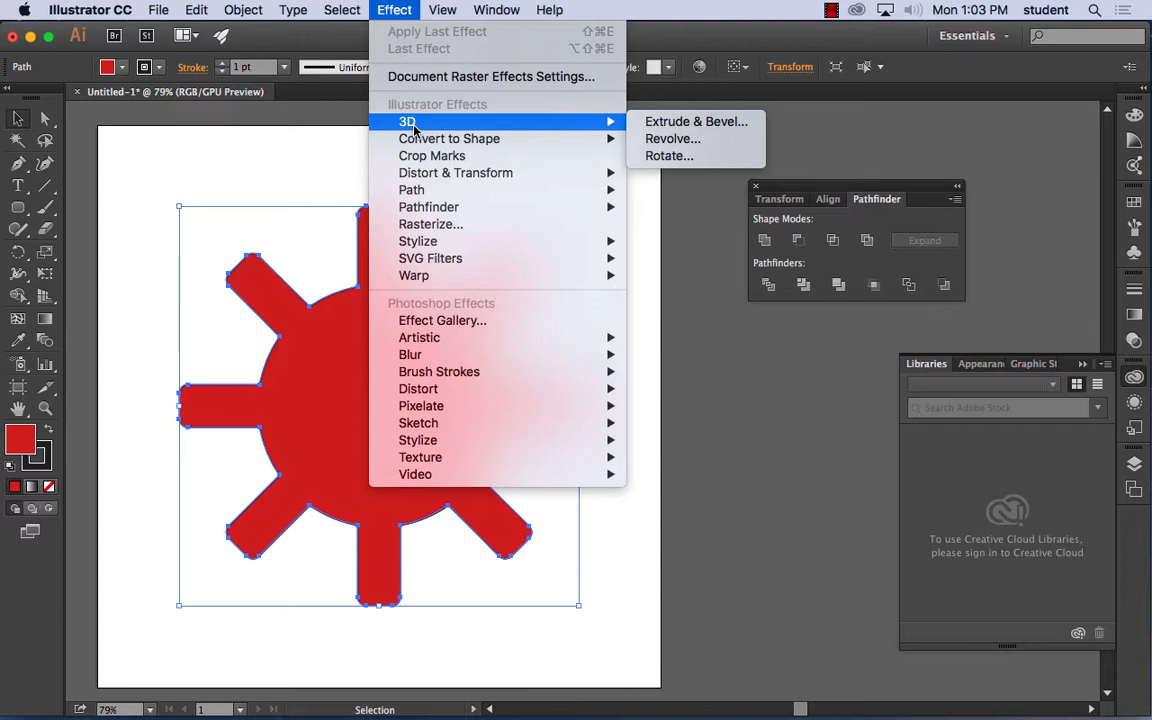 Illustrator CC File Edit Object Type Select Effect View Window Help Mon 1:03 PM student
Ai Br St Essentials
Path Stroke: 1 pt Uniform Style: Transform
× Untitled-1* @ 79% (RGB/GPU Preview)
Apply Last Effect ⇧⌘E
Last Effect ⌥⇧⌘E
Document Raster Effects Settings...
Illustrator Effects
3D
Convert to Shape
Crop Marks
Distort & Transform
Path
Pathfinder
Rasterize...
Stylize
SVG Filters
Warp
Photoshop Effects
Effect Gallery...
Artistic
Blur
Brush Strokes
Distort
Pixelate
Sketch
Stylize
Texture
Video
Extrude & Bevel...
Revolve...
Rotate...
Transform Align Pathfinder
Shape Modes:
Expand
Pathfinders:
Libraries Appearan Graphic St
Search Adobe Stock
To use Creative Cloud Libraries,
please sign in to Creative Cloud
79% 1 Selection